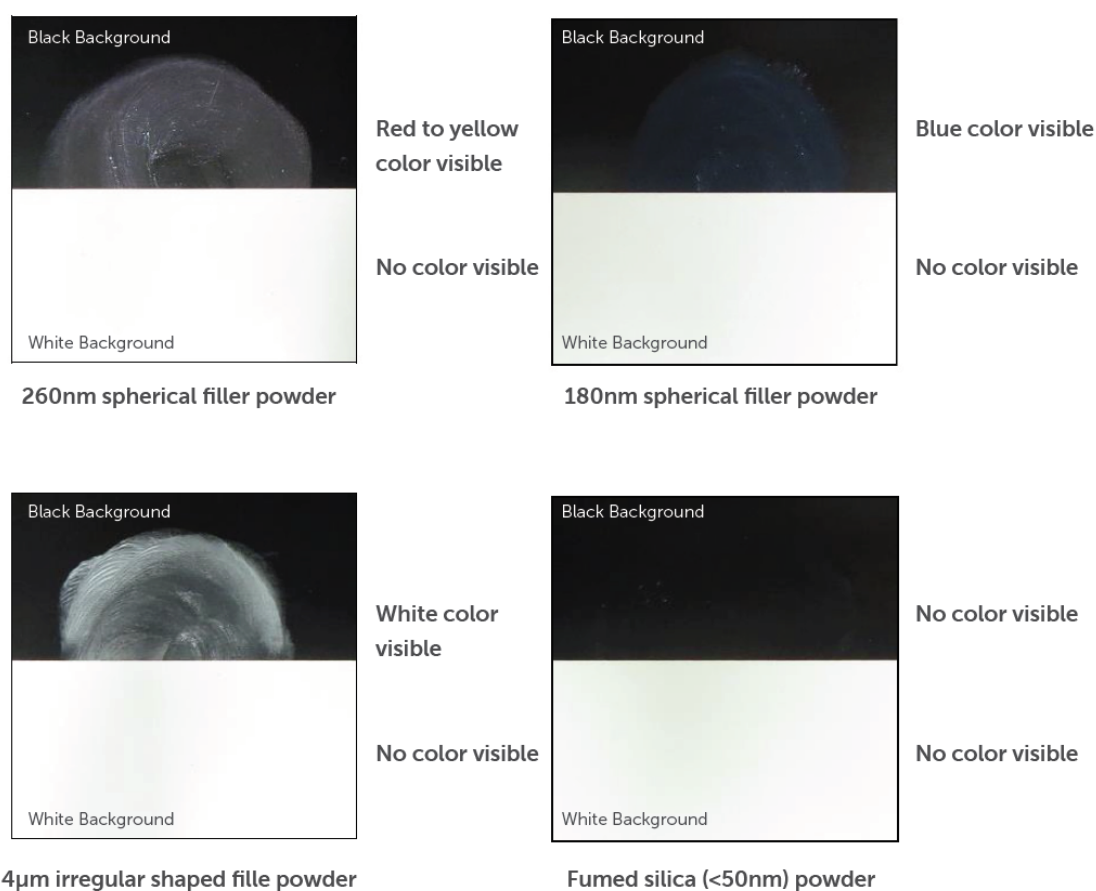 Black Background
Red to yellow
color visible
No color visible
White Background
260nm spherical filler powder
Black Background
Blue color visible
No color visible
White Background
180nm spherical filler powder
Black Background
White color
visible
No color visible
White Background
4µm irregular shaped fille powder
Black Background
No color visible
No color visible
White Background
Fumed silica (<50nm) powder